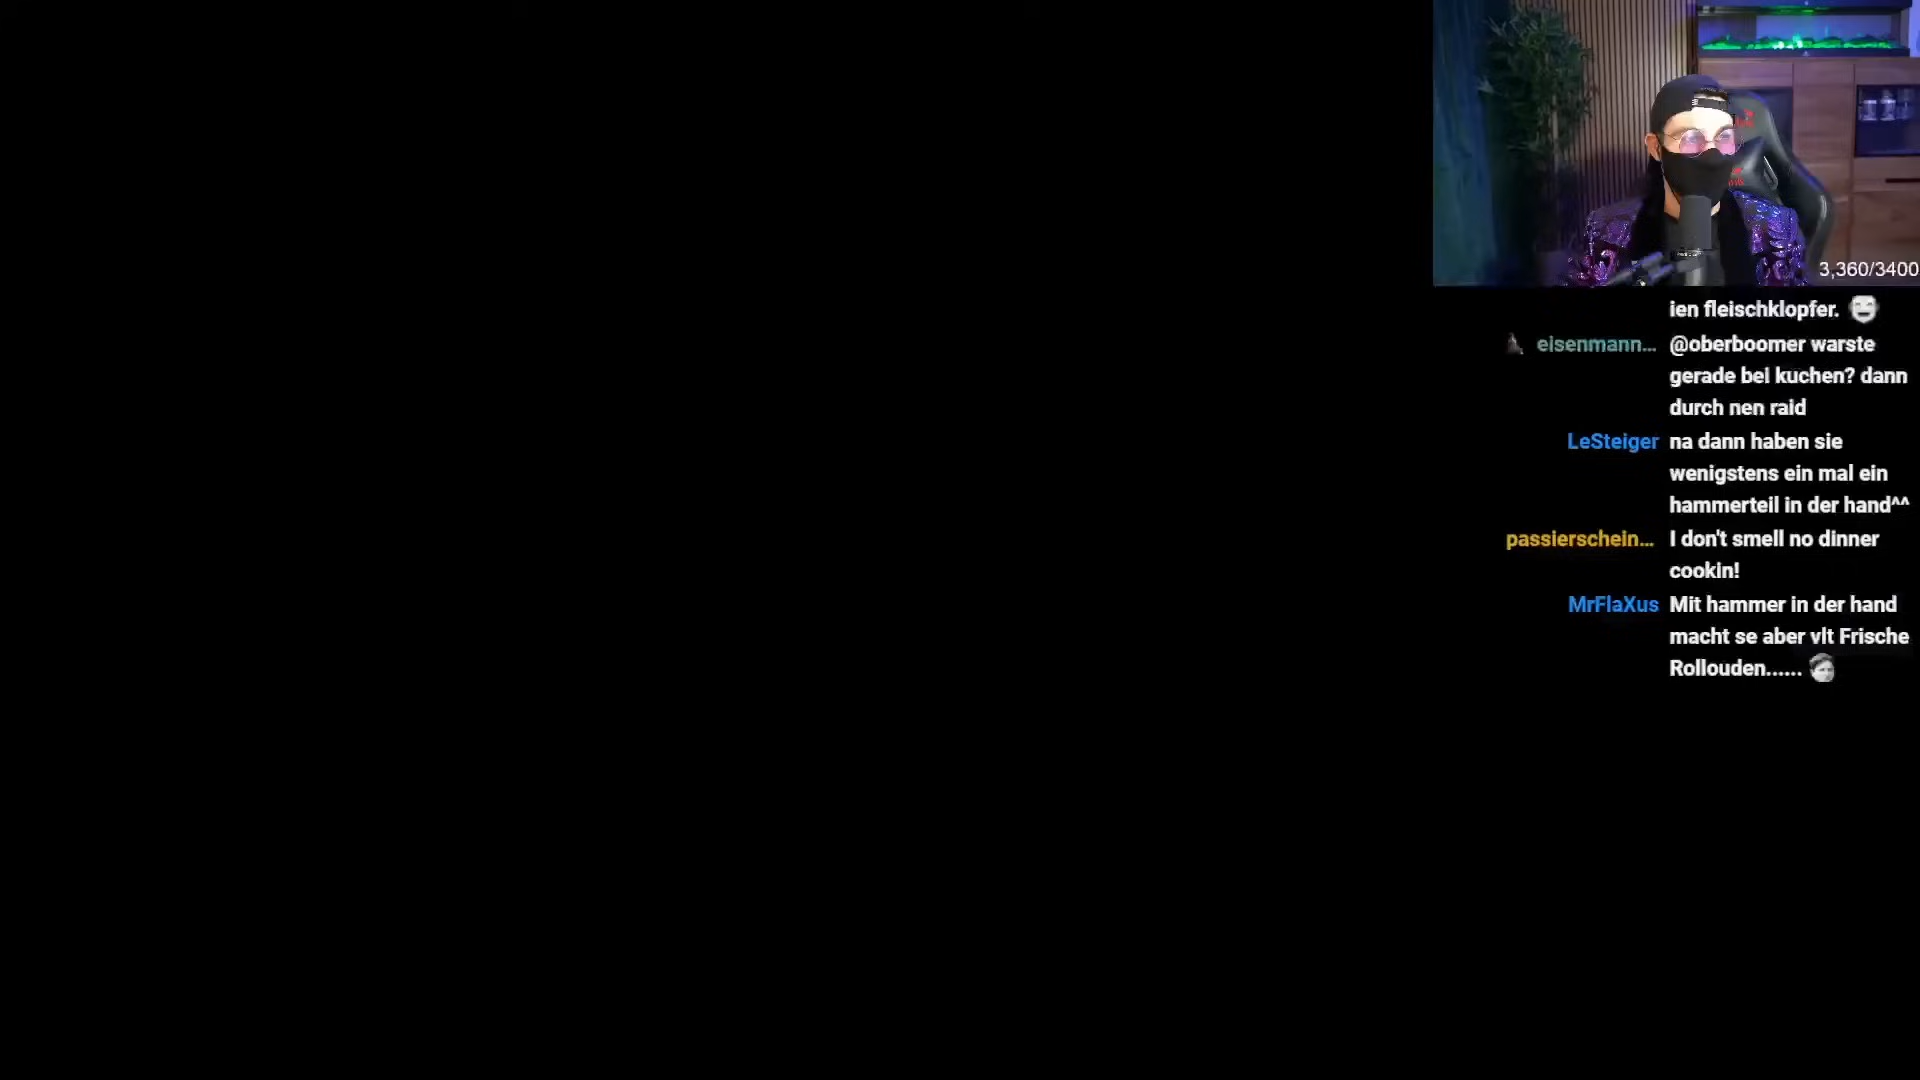 3,360/3400
ien fleischklopfer.
eisenmann... @oberboomer warste
gerade bei kuchen? dann
durch nen raid
LeSteiger na dann haben sie
wenigstens ein mal ein
hammerteil in der hand^^
passierschein... I don't smell no dinner
cookin!
MrFlaXus Mit hammer in der hand
macht se aber vlt Frische
Rollouden......